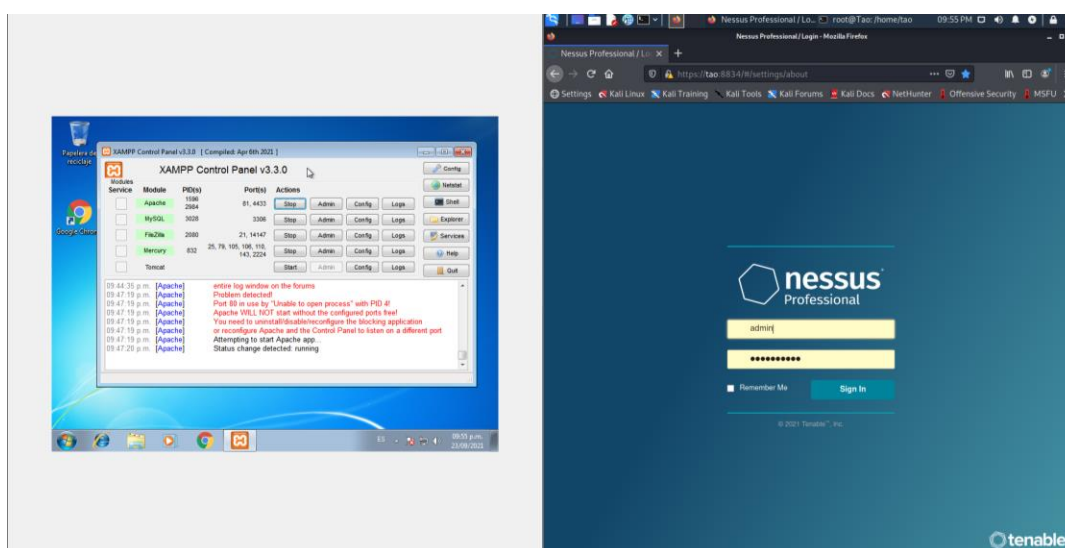 Papelera de
reciclaje
Google Chrome
XAMPP Control Panel v3.3.0 [ Compiled: Apr 6th 2021 ]
XAMPP Control Panel v3.3.0
Config
Modules
Service Module PID(s) Port(s) Actions
Netstat
Apache 1596 2984 81, 4433 Stop Admin Config Logs Shell
MySQL 3028 3306 Stop Admin Config Logs Explorer
FileZilla 2080 21, 14147 Stop Admin Config Logs Services
Mercury 832 25, 79, 105, 106, 110, 143, 2224 Stop Admin Config Logs Help
Tomcat Start Admin Config Logs Quit
09:44:35 p.m. [Apache] entire log window on the forums
09:47:19 p.m. [Apache] Problem detected!
09:47:19 p.m. [Apache] Port 80 in use by "Unable to open process" with PID 4!
09:47:19 p.m. [Apache] Apache WILL NOT start without the configured ports free!
09:47:19 p.m. [Apache] You need to uninstall/disable/reconfigure the blocking application
09:47:19 p.m. [Apache] or reconfigure Apache and the Control Panel to listen on a different port
09:47:19 p.m. [Apache] Attempting to start Apache app...
09:47:20 p.m. [Apache] Status change detected: running
ES
09:55 p.m.
23/08/2021
Nessus Professional / Lo... root@Tao: /home/tao 09:55 PM
Nessus Professional / Login - Mozilla Firefox
Nessus Professional / Lo
https://tao:8834/#/settings/about
Settings Kali Linux Kali Training Kali Tools Kali Forums Kali Docs NetHunter Offensive Security MSFU
nessus
Professional
admin
Remember Me Sign In
© 2021 Tenable™, Inc.
tenable